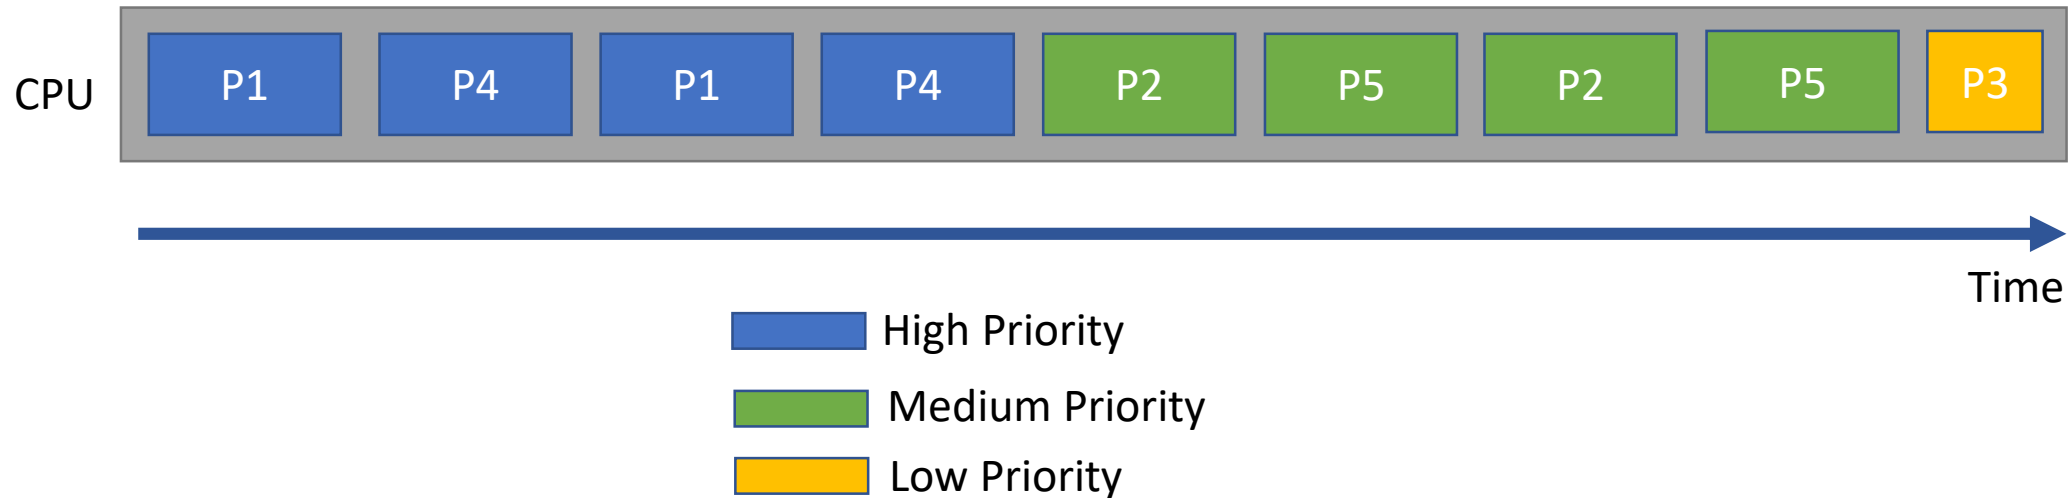 CPU P1 P4 P1 P4 P2 P5 P2 P5 P3
Time
High Priority
Medium Priority
Low Priority